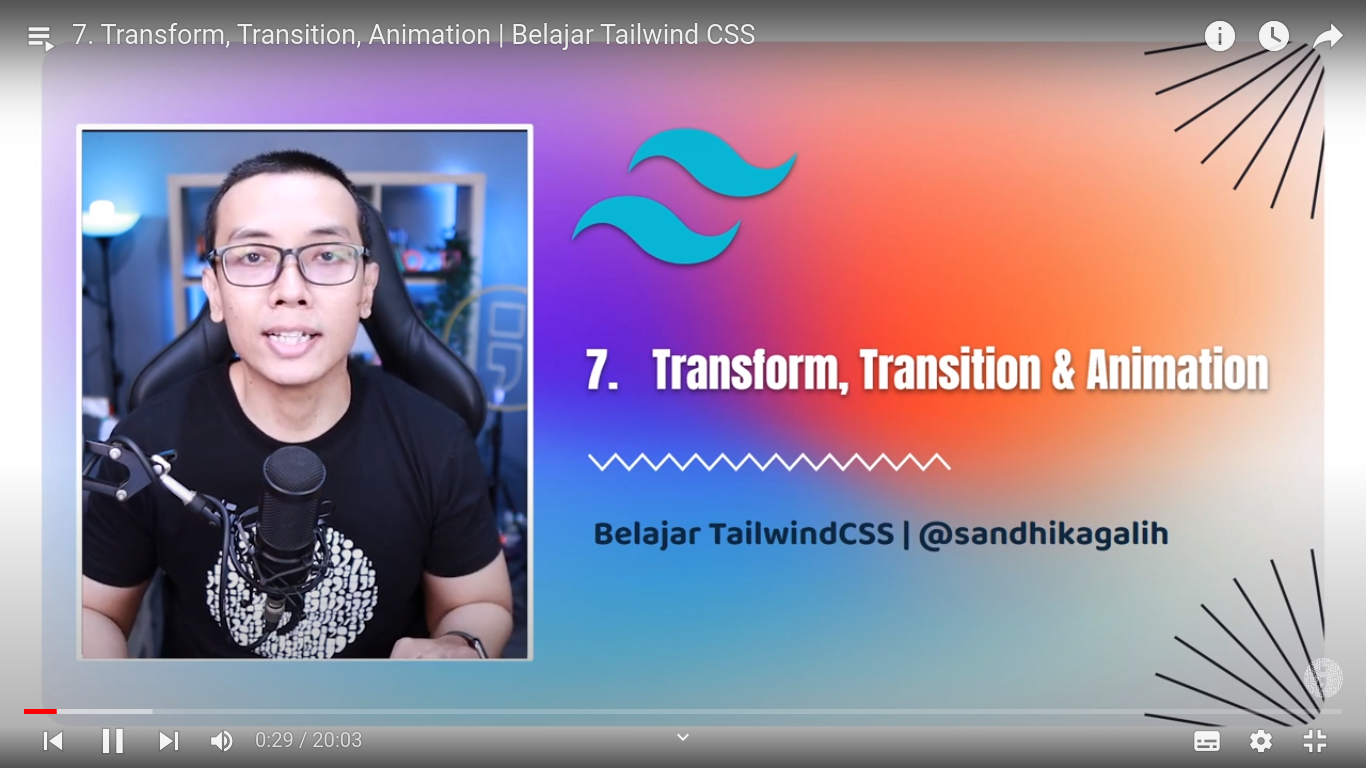 7. Transform, Transition, Animation | Belajar Tailwind CSS
7. Transform, Transition & Animation
Belajar TailwindCSS | @sandhikagalih
0:29 / 20:03